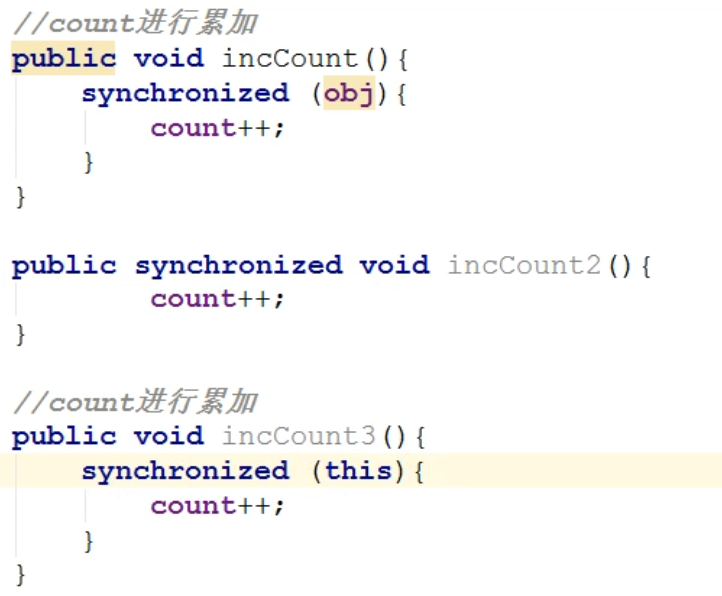 //count进行累加
public void incCount(){
synchronized (obj){
count++;
}
}
public synchronized void incCount2(){
count++;
}
//count进行累加
public void incCount3(){
synchronized (this){
count++;
}
}